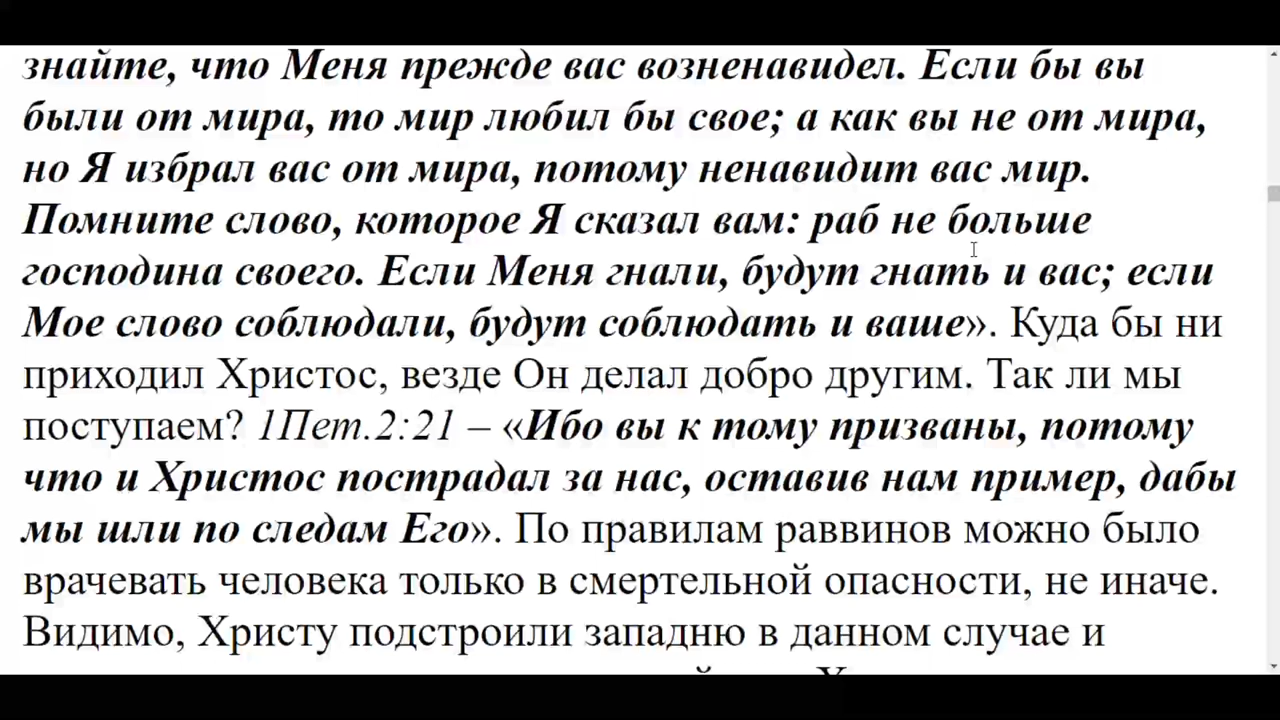 знайте, что Меня прежде вас возненавидел. Если бы вы
были от мира, то мир любил бы свое; а как вы не от мира,
но Я избрал вас от мира, потому ненавидит вас мир.
Помните слово, которое Я сказал вам: раб не больше
господина своего. Если Меня гнали, будут гнать и вас; если
Мое слово соблюдали, будут соблюдать и ваше». Куда бы ни
приходил Христос, везде Он делал добро другим. Так ли мы
поступаем? 1Пет.2:21 – «Ибо вы к тому призваны, потому
что и Христос пострадал за нас, оставив нам пример, дабы
мы шли по следам Его». По правилам раввинов можно было
врачевать человека только в смертельной опасности, не иначе.
Видимо, Христу подстроили западню в данном случае и